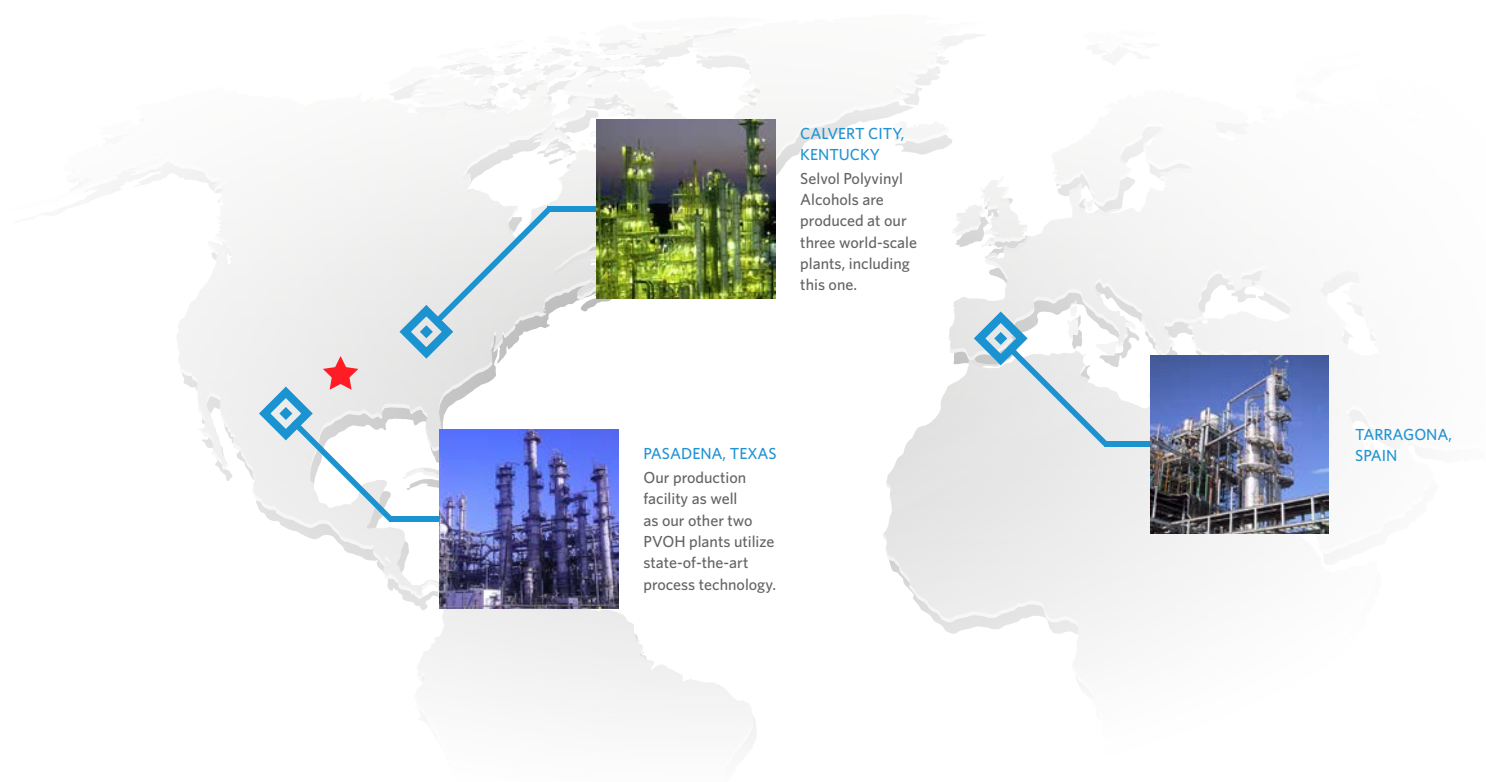 CALVERT CITY,
KENTUCKY
Selvol Polyvinyl
Alcohols are
produced at our
three world-scale
plants, including
this one.
PASADENA, TEXAS
Our production
facility as well
as our other two
PVOH plants utilize
state-of-the-art
process technology.
TARRAGONA,
SPAIN